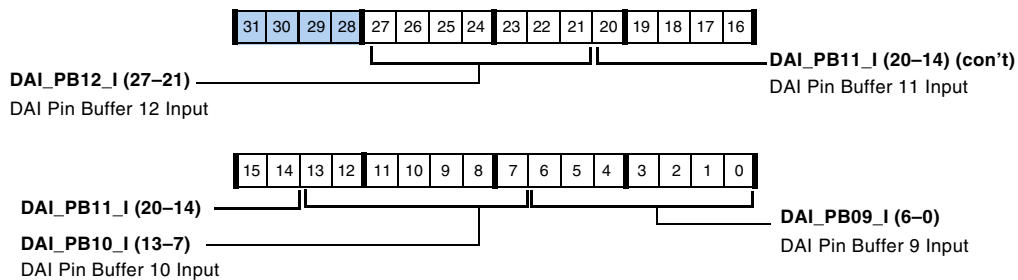 31 30 29 28 27 26 25 24 23 22 21 20 19 18 17 16
DAI_PB11_I (20–14) (con't)
DAI Pin Buffer 11 Input
DAI_PB12_I (27–21)
DAI Pin Buffer 12 Input
15 14 13 12 11 10 9 8 7 6 5 4 3 2 1 0
DAI_PB11_I (20–14)
DAI_PB09_I (6–0)
DAI Pin Buffer 9 Input
DAI_PB10_I (13–7)
DAI Pin Buffer 10 Input